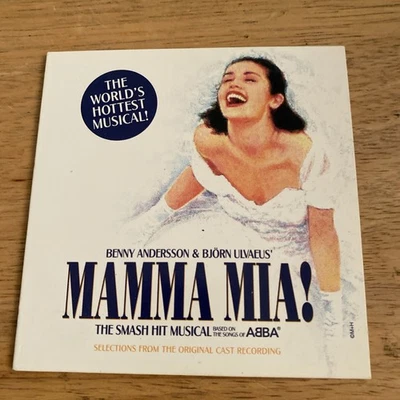 THE
WORLD'S
HOTTEST
MUSICAL!
BENNY ANDERSSON & BJÖRN ULVAEUS'
MAMMA MIA!
THE SMASH HIT MUSICAL BASED ON THE SONGS OF ABBA®
SELECTIONS FROM THE ORIGINAL CAST RECORDING